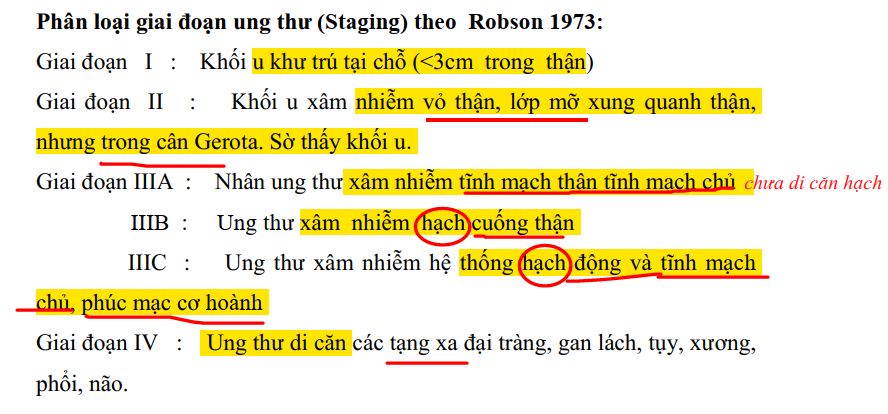 Phân loại giai đoạn ung thư (Staging) theo Robson 1973:
Giai đoạn I : Khối u khư trú tại chỗ (<3cm trong thận)
Giai đoạn II : Khối u xâm nhiễm vỏ thận, lớp mỡ xung quanh thận,
nhưng trong cân Gerota. Sờ thấy khối u.
Giai đoạn IIIA : Nhân ung thư xâm nhiễm tĩnh mạch thận tĩnh mạch chủ chưa di căn hạch
IIIB : Ung thư xâm nhiễm hạch cuống thận
IIIC : Ung thư xâm nhiễm hệ thống hạch động và tĩnh mạch
chủ, phúc mạc cơ hoành
Giai đoạn IV : Ung thư di căn các tạng xa đại tràng, gan lách, tụy, xương,
phổi, não.